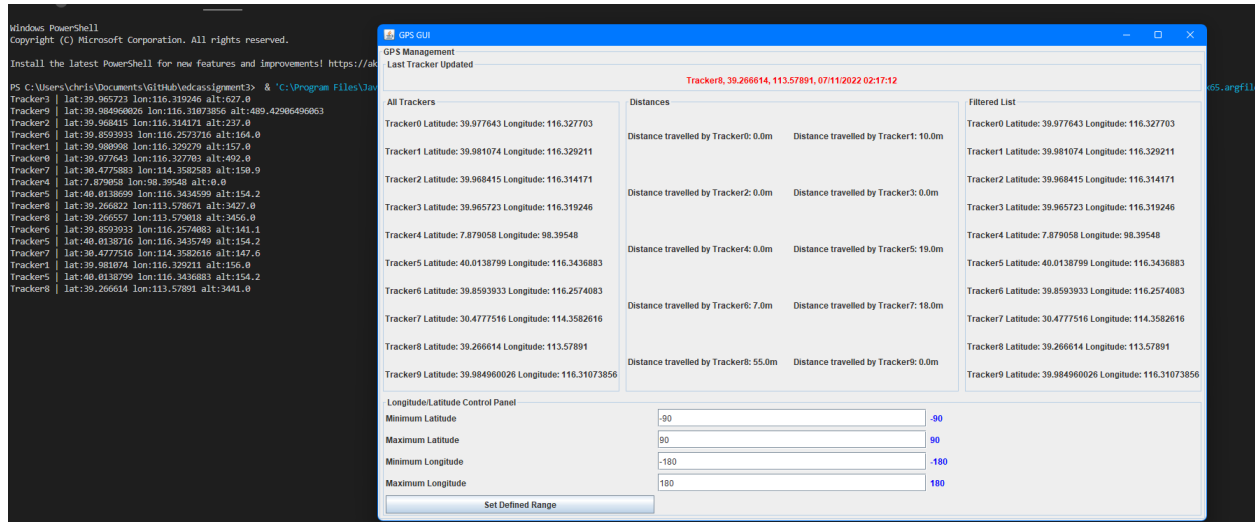 Windows PowerShell
Copyright (C) Microsoft Corporation. All rights reserved.
Install the latest PowerShell for new features and improvements! https://ak
PS C:\Users\chris\Documents\GitHub\edcassignment3> & 'C:\Program Files\Jav
x65.argfil
Tracker3 | lat:39.965723 lon:116.319246 alt:627.0
Tracker9 | lat:39.984960026 lon:116.31073856 alt:489.42906496063
Tracker2 | lat:39.968415 lon:116.314171 alt:237.0
Tracker6 | lat:39.8593933 lon:116.2573716 alt:164.0
Tracker1 | lat:39.980998 lon:116.329279 alt:157.0
Tracker0 | lat:39.977643 lon:116.327703 alt:492.0
Tracker7 | lat:30.4775883 lon:114.3582583 alt:150.9
Tracker4 | lat:7.879058 lon:98.39548 alt:0.0
Tracker5 | lat:40.0138699 lon:116.3434599 alt:154.2
Tracker8 | lat:39.266822 lon:113.578671 alt:3427.0
Tracker8 | lat:39.266557 lon:113.579018 alt:3456.0
Tracker6 | lat:39.8593933 lon:116.2574083 alt:141.1
Tracker5 | lat:40.0138716 lon:116.3435749 alt:154.2
Tracker7 | lat:30.4777516 lon:114.3582616 alt:147.6
Tracker1 | lat:39.981074 lon:116.329211 alt:156.0
Tracker5 | lat:40.0138799 lon:116.3436883 alt:154.2
Tracker8 | lat:39.266614 lon:113.57891 alt:3441.0
GPS GUI
GPS Management
Last Tracker Updated
Tracker8, 39.266614, 113.57891, 07/11/2022 02:17:12
All Trackers
Tracker0 Latitude: 39.977643 Longitude: 116.327703
Tracker1 Latitude: 39.981074 Longitude: 116.329211
Tracker2 Latitude: 39.968415 Longitude: 116.314171
Tracker3 Latitude: 39.965723 Longitude: 116.319246
Tracker4 Latitude: 7.879058 Longitude: 98.39548
Tracker5 Latitude: 40.0138799 Longitude: 116.3436883
Tracker6 Latitude: 39.8593933 Longitude: 116.2574083
Tracker7 Latitude: 30.4777516 Longitude: 114.3582616
Tracker8 Latitude: 39.266614 Longitude: 113.57891
Tracker9 Latitude: 39.984960026 Longitude: 116.31073856
Distances
Distance travelled by Tracker0: 0.0m Distance travelled by Tracker1: 10.0m
Distance travelled by Tracker2: 0.0m Distance travelled by Tracker3: 0.0m
Distance travelled by Tracker4: 0.0m Distance travelled by Tracker5: 19.0m
Distance travelled by Tracker6: 7.0m Distance travelled by Tracker7: 18.0m
Distance travelled by Tracker8: 55.0m Distance travelled by Tracker9: 0.0m
Filtered List
Tracker0 Latitude: 39.977643 Longitude: 116.327703
Tracker1 Latitude: 39.981074 Longitude: 116.329211
Tracker2 Latitude: 39.968415 Longitude: 116.314171
Tracker3 Latitude: 39.965723 Longitude: 116.319246
Tracker4 Latitude: 7.879058 Longitude: 98.39548
Tracker5 Latitude: 40.0138799 Longitude: 116.3436883
Tracker6 Latitude: 39.8593933 Longitude: 116.2574083
Tracker7 Latitude: 30.4777516 Longitude: 114.3582616
Tracker8 Latitude: 39.266614 Longitude: 113.57891
Tracker9 Latitude: 39.984960026 Longitude: 116.31073856
Longitude/Latitude Control Panel
Minimum Latitude -90 -90
Maximum Latitude 90 90
Minimum Longitude -180 -180
Maximum Longitude 180 180
Set Defined Range